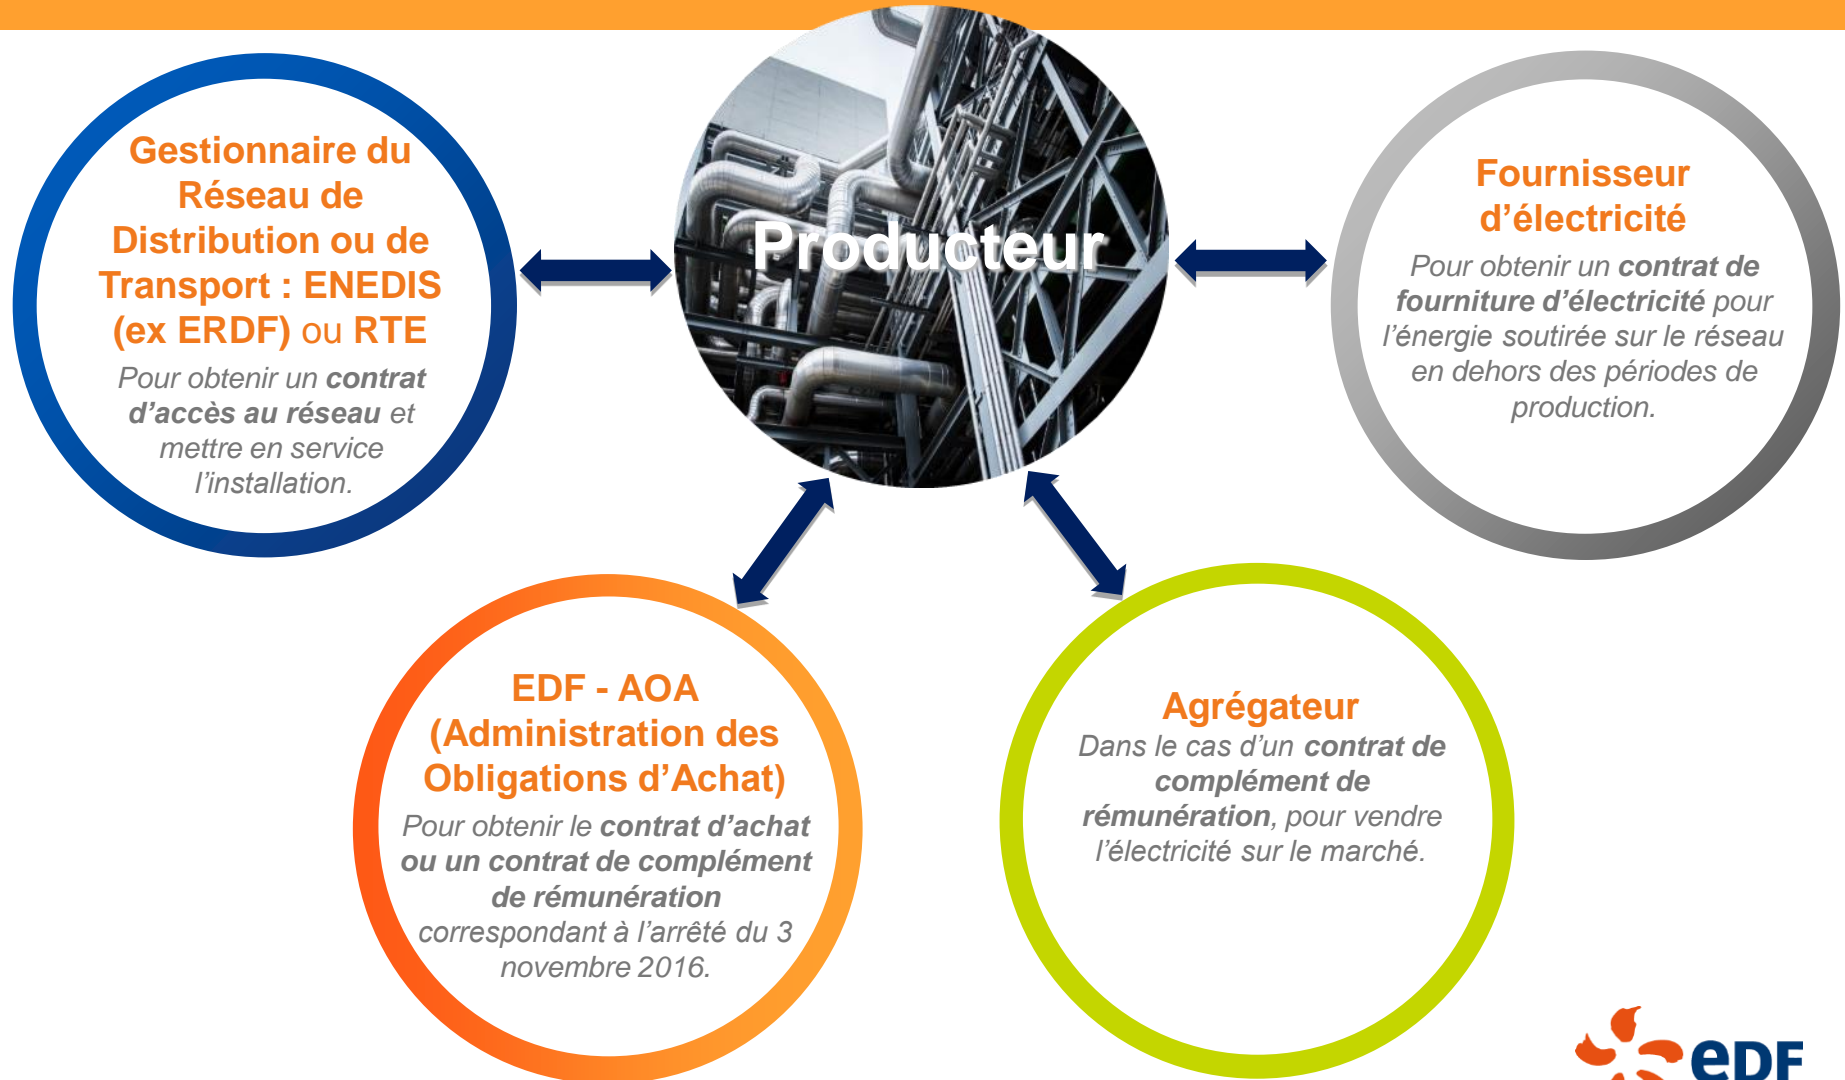 Producteur
Gestionnaire du
Réseau de
Distribution ou de
Transport : ENEDIS
(ex ERDF) ou RTE
Pour obtenir un contrat
d’accès au réseau et
mettre en service
l’installation.
Fournisseur
d’électricité
Pour obtenir un contrat de
fourniture d’électricité pour
l’énergie soutirée sur le réseau
en dehors des périodes de
production.
EDF - AOA
(Administration des
Obligations d’Achat)
Pour obtenir le contrat d’achat
ou un contrat de complément
de rémunération
correspondant à l’arrêté du 3
novembre 2016.
Agrégateur
Dans le cas d’un contrat de
complément de
rémunération, pour vendre
l’électricité sur le marché.
eDF